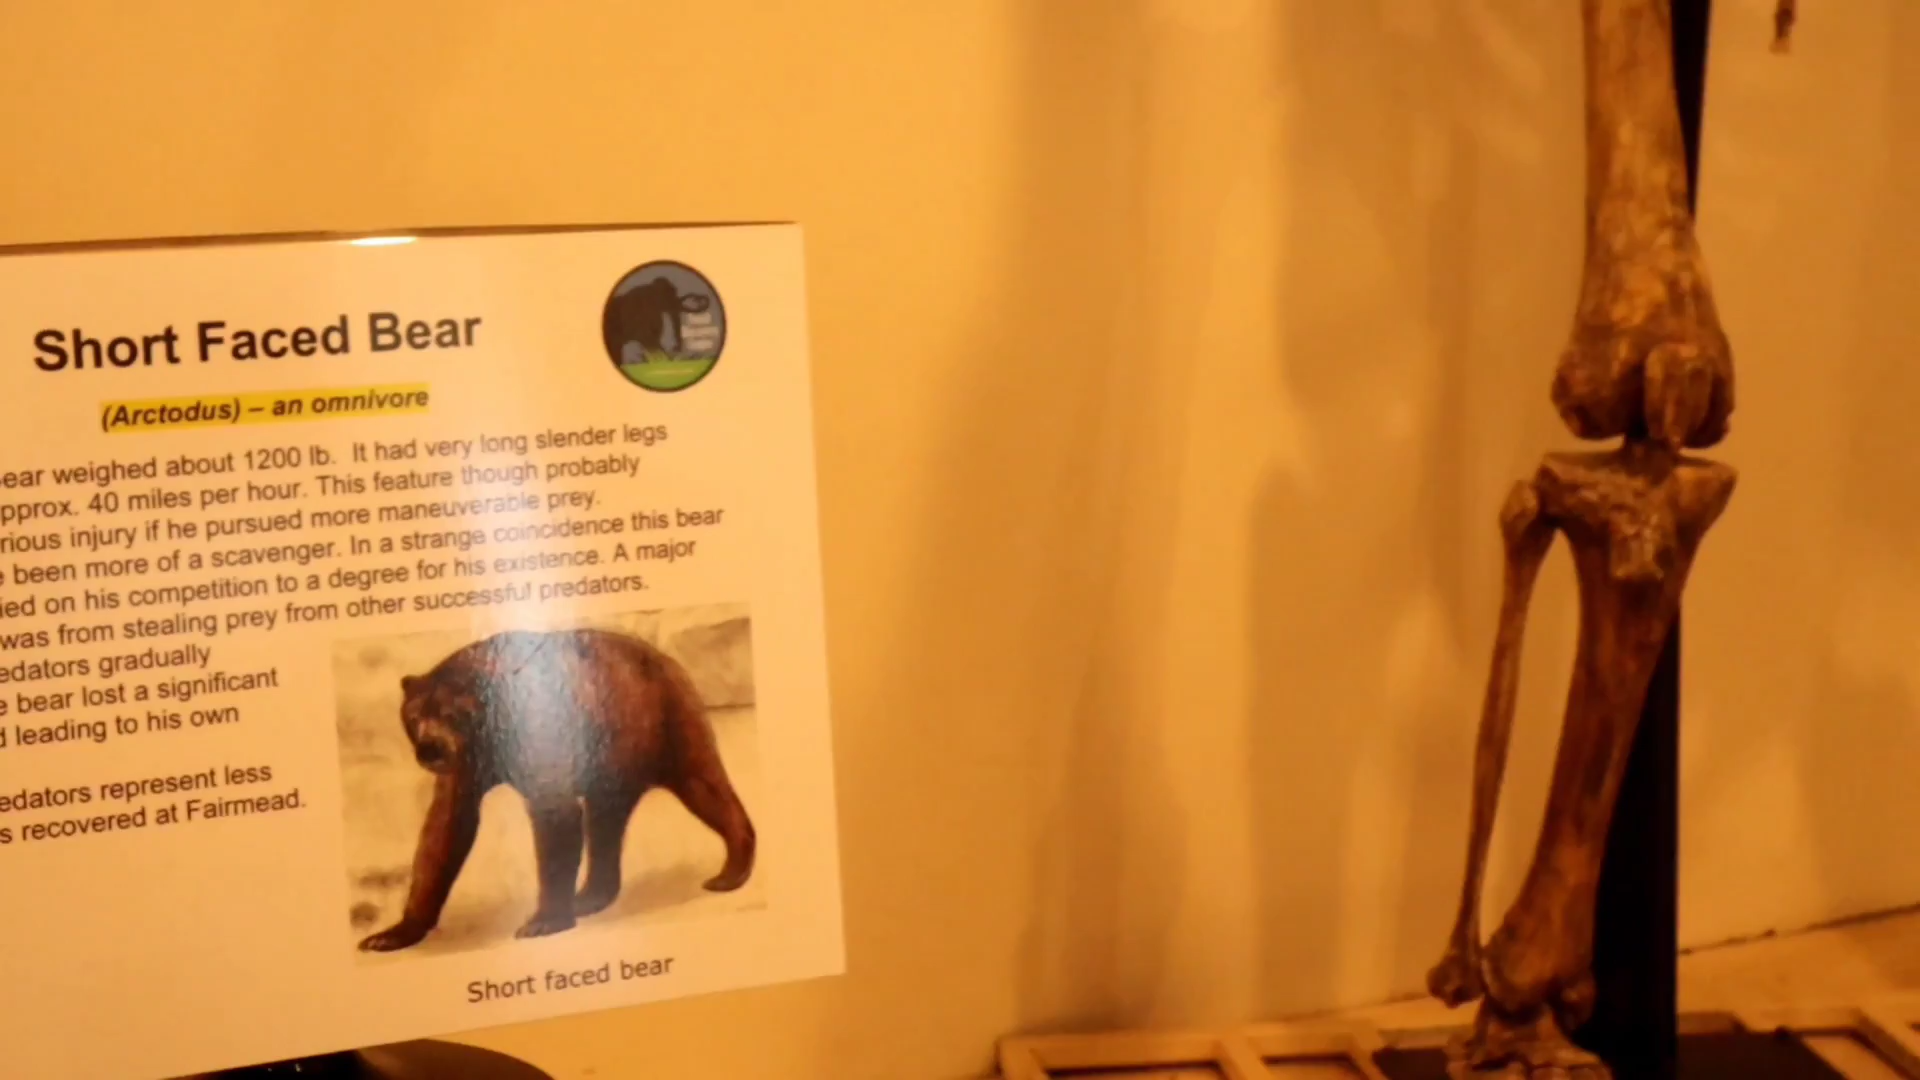 Short Faced Bear
(Arctodus) – an omnivore
ear weighed about 1200 lb. It had very long slender legs
pprox. 40 miles per hour. This feature though probably
rious injury if he pursued more maneuverable prey.
e been more of a scavenger. In a strange coincidence this bear
ied on his competition to a degree for his existence. A major
was from stealing prey from other successful predators.
edators gradually
e bear lost a significant
d leading to his own
edators represent less
s recovered at Fairmead.
Short faced bear